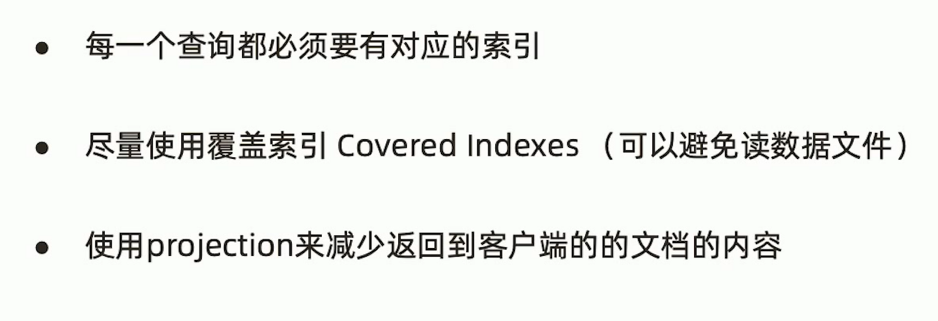 ● 每一个查询都必须要有对应的索引
● 尽量使用覆盖索引 Covered Indexes （可以避免读数据文件）
● 使用projection来减少返回到客户端的的文档的内容